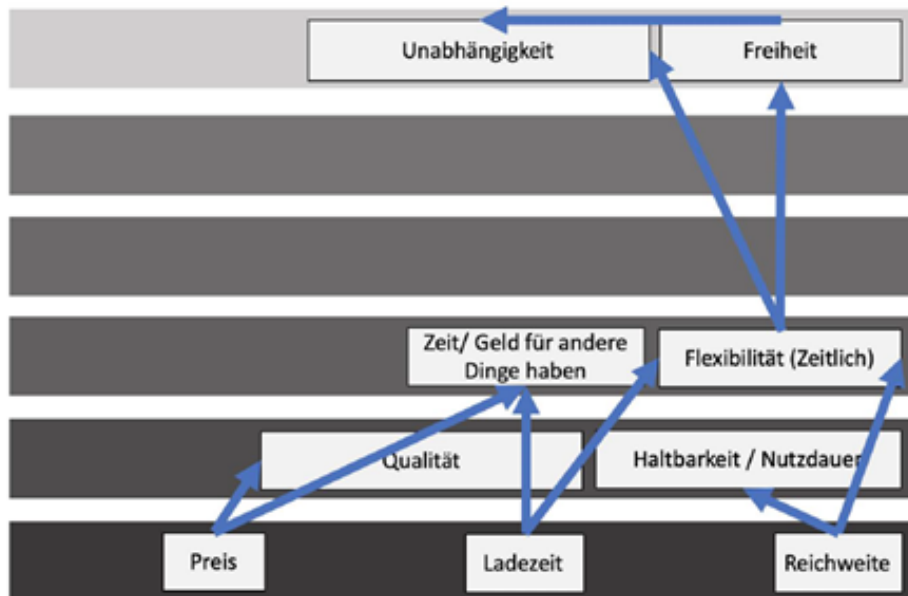 Unabhängigkeit
Freiheit
Zeit/ Geld für andere
Dinge haben
Flexibilität (Zeitlich)
Qualität
Haltbarkeit / Nutzdauer
Preis
Ladezeit
Reichweite